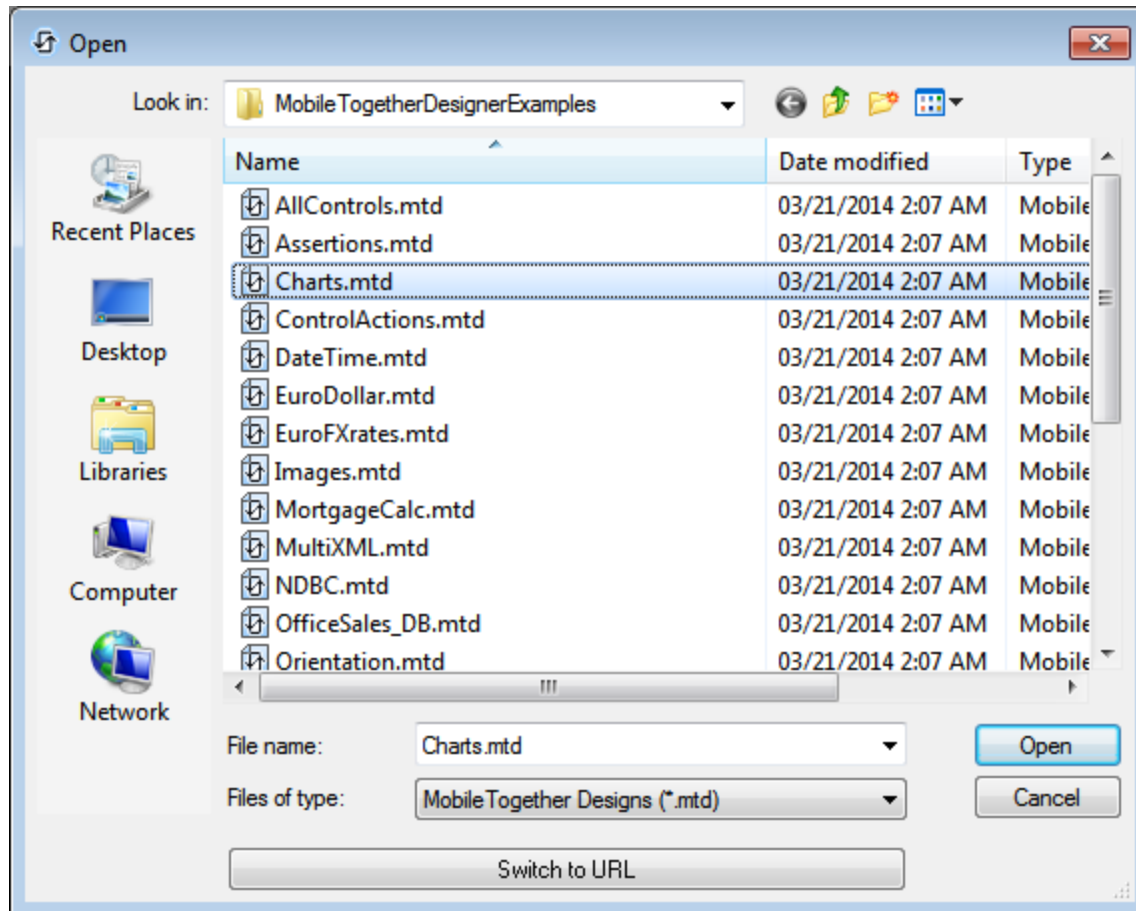 Open
Look in: MobileTogetherDesignerExamples
Name Date modified Type
AllControls.mtd 03/21/2014 2:07 AM Mobile
Assertions.mtd 03/21/2014 2:07 AM Mobile
Charts.mtd 03/21/2014 2:07 AM Mobile
ControlActions.mtd 03/21/2014 2:07 AM Mobile
DateTime.mtd 03/21/2014 2:07 AM Mobile
EuroDollar.mtd 03/21/2014 2:07 AM Mobile
EuroFXrates.mtd 03/21/2014 2:07 AM Mobile
Images.mtd 03/21/2014 2:07 AM Mobile
MortgageCalc.mtd 03/21/2014 2:07 AM Mobile
MultiXML.mtd 03/21/2014 2:07 AM Mobile
NDBC.mtd 03/21/2014 2:07 AM Mobile
OfficeSales_DB.mtd 03/21/2014 2:07 AM Mobile
Orientation.mtd 03/21/2014 2:07 AM Mobile
Recent Places
Desktop
Libraries
Computer
Network
File name: Charts.mtd Open
Files of type: MobileTogether Designs (*.mtd) Cancel
Switch to URL